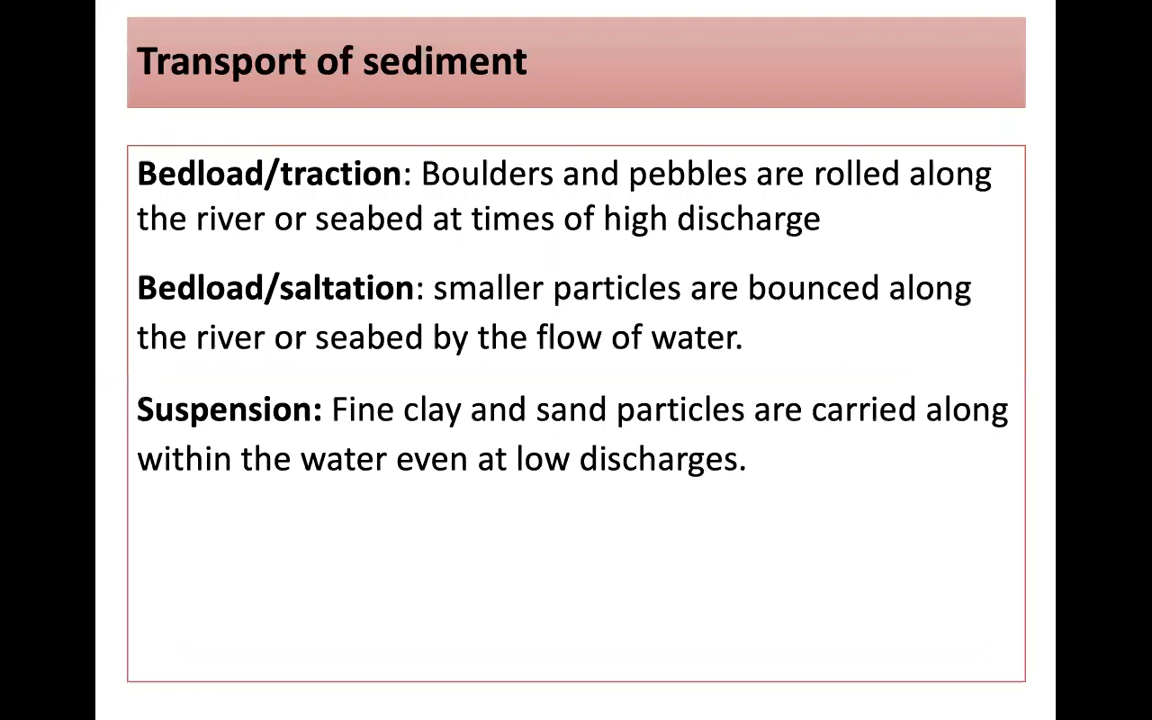 Transport of sediment
Bedload/traction: Boulders and pebbles are rolled along
the river or seabed at times of high discharge
Bedload/saltation: smaller particles are bounced along
the river or seabed by the flow of water.
Suspension: Fine clay and sand particles are carried along
within the water even at low discharges.